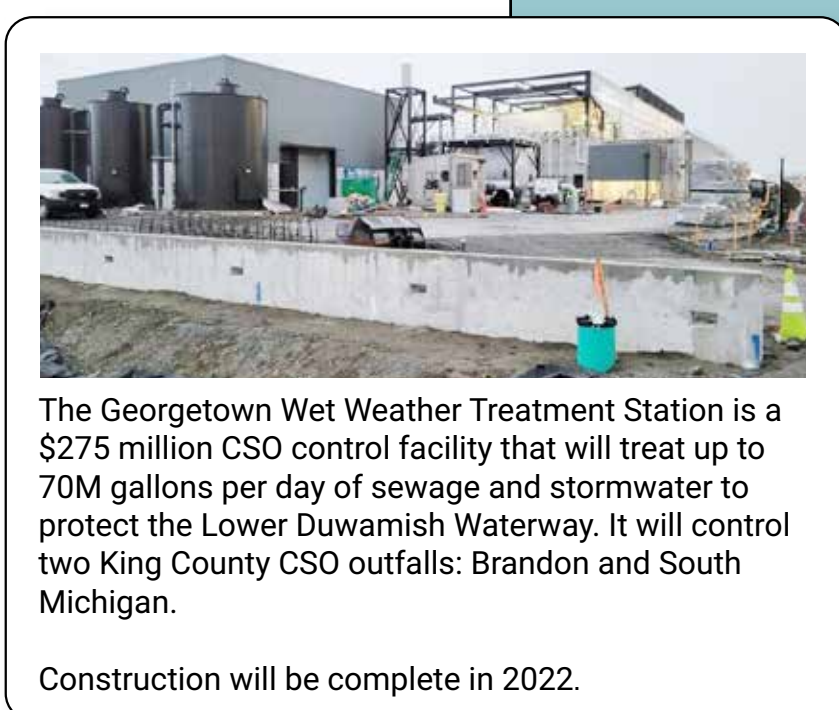 The Georgetown Wet Weather Treatment Station is a
$275 million CSO control facility that will treat up to
70M gallons per day of sewage and stormwater to
protect the Lower Duwamish Waterway. It will control
two King County CSO outfalls: Brandon and South
Michigan.
Construction will be complete in 2022.